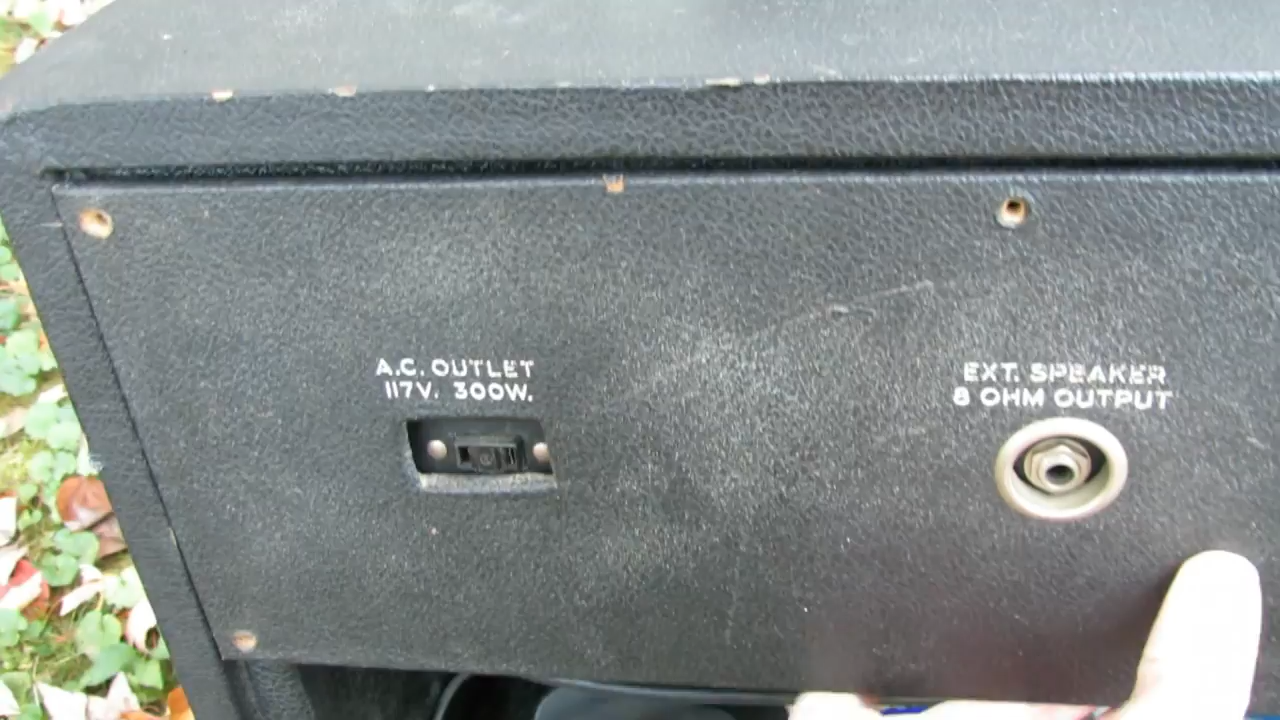 A.C. OUTLET
117V. 300W.
EXT. SPEAKER
8 OHM OUTPUT